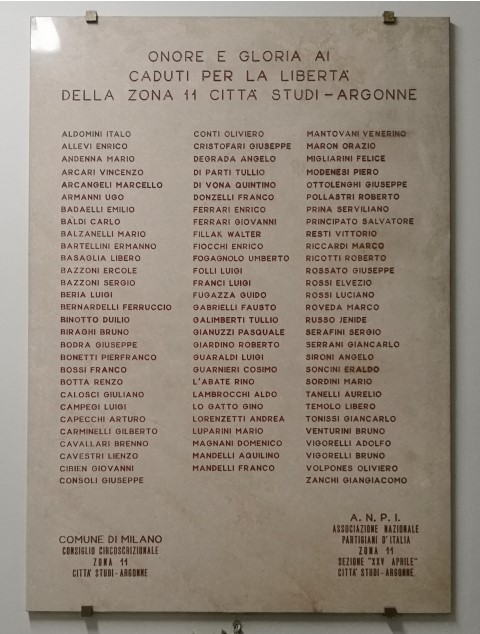 ONORE E GLORIA AI
CADUTI PER LA LIBERTA'
DELLA ZONA 11 CITTA' STUDI-ARGONNE
ALDOMINI ITALO
ALLEVI ENRICO
ANDENNA MARIO
ARCARI VINCENZO
ARCANGELI MARCELLO
ARMANNI UGO
BADAELLI EMILIO
BALDI CARLO
BALZANELLI MARIO
BARTELLINI ERMANNO
BASAGLIA LIBERO
BAZZONI ERCOLE
BAZZONI SERGIO
BERIA LUIGI
BERNARDELLI FERRUCCIO
BINOTTO DUILIO
BIRAGHI BRUNO
BODRA GIUSEPPE
BONETTI PIERFRANCO
BOSSI FRANCO
BOTTA RENZO
CALOSCI GIULIANO
CAMPEGI LUIGI
CAPECCHI ARTURO
CARMINELLI GILBERTO
CAVALLARI BRENNO
CAVESTRI LIENZO
CIBIEN GIOVANNI
CONSOLI GIUSEPPE
CONTI OLIVIERO
CRISTOFARI GIUSEPPE
DEGRADA ANGELO
DI PARTI TULLIO
DI VONA QUINTINO
DONZELLI FRANCO
FERRARI ENRICO
FERRARI GIOVANNI
FILLAK WALTER
FIOCCHI ENRICO
FOGAGNOLO UMBERTO
FOLLI LUIGI
FRANCI LUIGI
FUGAZZA GUIDO
GABRIELLI FAUSTO
GALIMBERTI TULLIO
GIANUZZI PASQUALE
GIARDINO ROBERTO
GUARALDI LUIGI
GUARNIERI COSIMO
L'ABATE RINO
LAMBROCCHI ALDO
LO GATTO GINO
LORENZETTI ANDREA
LUPARINI MARIO
MAGNANI DOMENICO
MANDELLI AQUILINO
MANDELLI FRANCO
MANTOVANI VENERINO
MARON ORAZIO
MIGLIARINI FELICE
MODENESI PIERO
OTTOLENGHI GIUSEPPE
POLLASTRI ROBERTO
PRINA SERVILIANO
PRINCIPATO SALVATORE
RESTI VITTORIO
RICCARDI MARCO
RICOTTI ROBERTO
ROSSATO GIUSEPPE
ROSSI ELVEZIO
ROSSI LUCIANO
ROVEDA MARCO
RUSSO JENIDE
SERAFINI SERGIO
SERRANI GIANCARLO
SIRONI ANGELO
SONCINI ERALDO
SORDINI MARIO
TANELLI AURELIO
TEMOLO LIBERO
TONISSI GIANCARLO
VENTURINI BRUNO
VIGORELLI ADOLFO
VIGORELLI BRUNO
VOLPONES OLIVIERO
ZANCHI GIANGIACOMO
COMUNE DI MILANO
CONSIGLIO CIRCOSCRIZIONALE
ZONA 11
CITTA' STUDI-ARGONNE
A. N. P. I.
ASSOCIAZIONE NAZIONALE
PARTIGIANI D'ITALIA
ZONA 11
SEZIONE "XXV APRILE"
CITTA' STUDI-ARGONNE